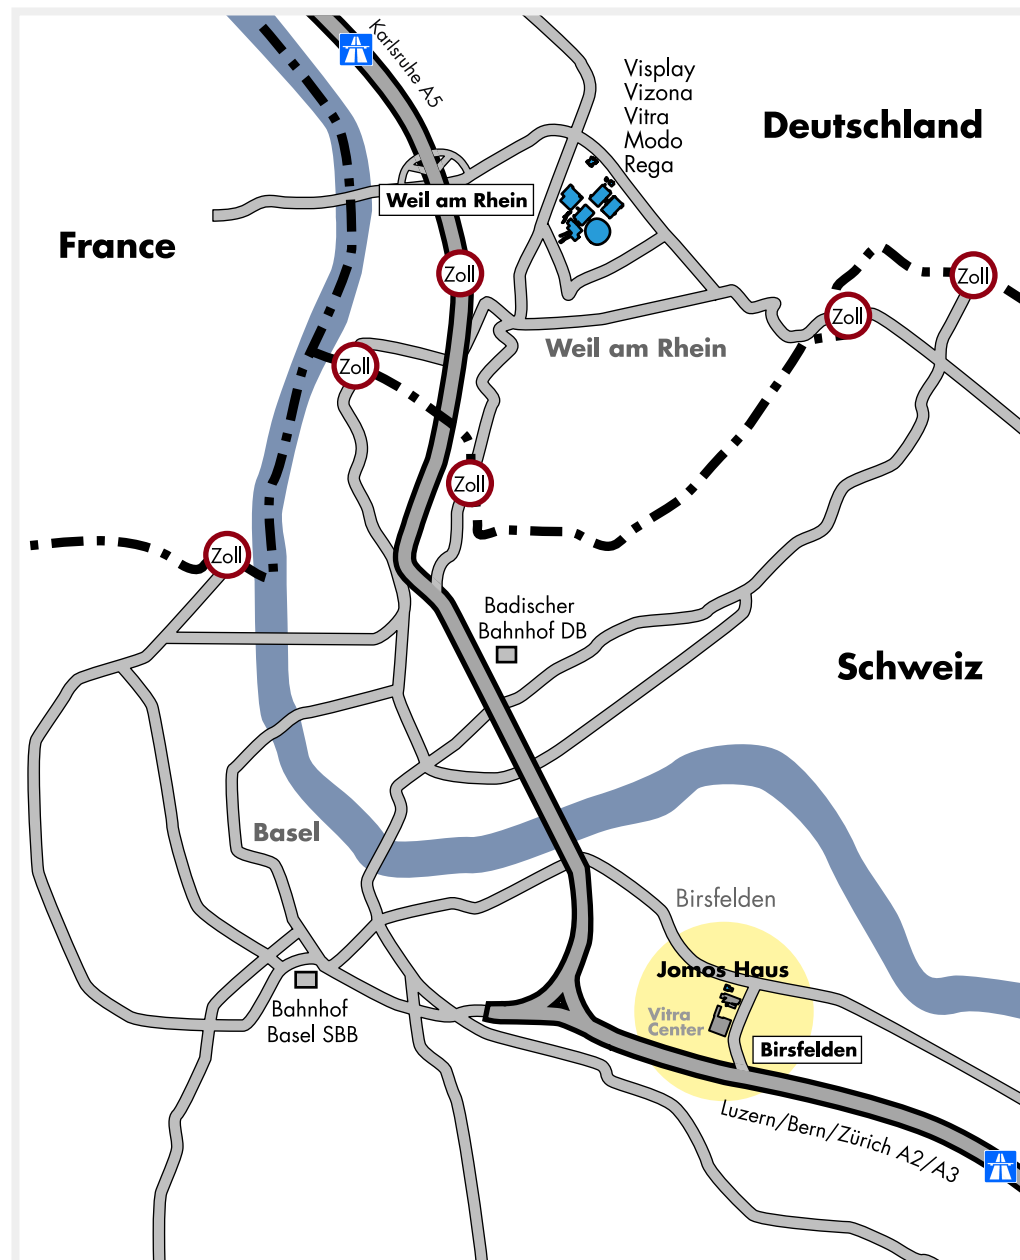 Karlsruhe A5
Visplay
Vizona
Vitra
Modo
Rega
Deutschland
Weil am Rhein
France
Zoll
Zoll
Zoll
Weil am Rhein
Zoll
Zoll
Zoll
Badischer
Bahnhof DB
Schweiz
Basel
Birsfelden
Jomos Haus
Vitra
Center
Bahnhof
Basel SBB
Birsfelden
Luzern/Bern/Zürich A2/A3